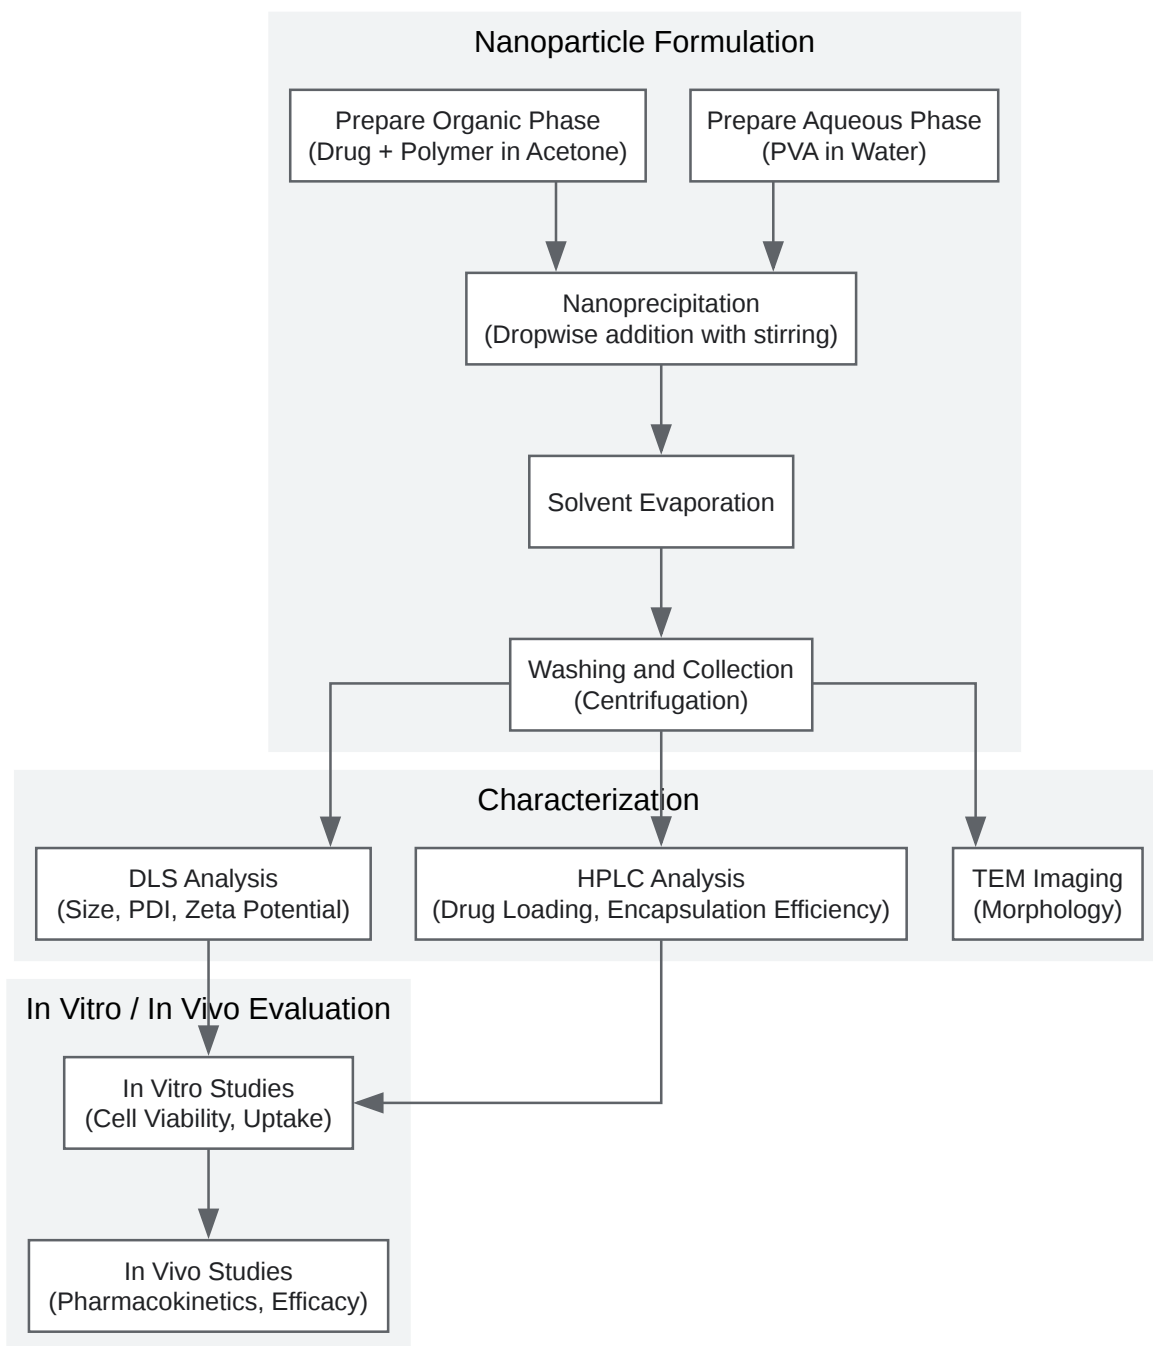 Nanoparticle Formulation
Prepare Organic Phase
(Drug + Polymer in Acetone)
Prepare Aqueous Phase
(PVA in Water)
Nanoprecipitation
(Dropwise addition with stirring)
Solvent Evaporation
Washing and Collection
(Centrifugation)
Characterization
DLS Analysis
(Size, PDI, Zeta Potential)
HPLC Analysis
(Drug Loading, Encapsulation Efficiency)
TEM Imaging
(Morphology)
In Vitro / In Vivo Evaluation
In Vitro Studies
(Cell Viability, Uptake)
In Vivo Studies
(Pharmacokinetics, Efficacy)